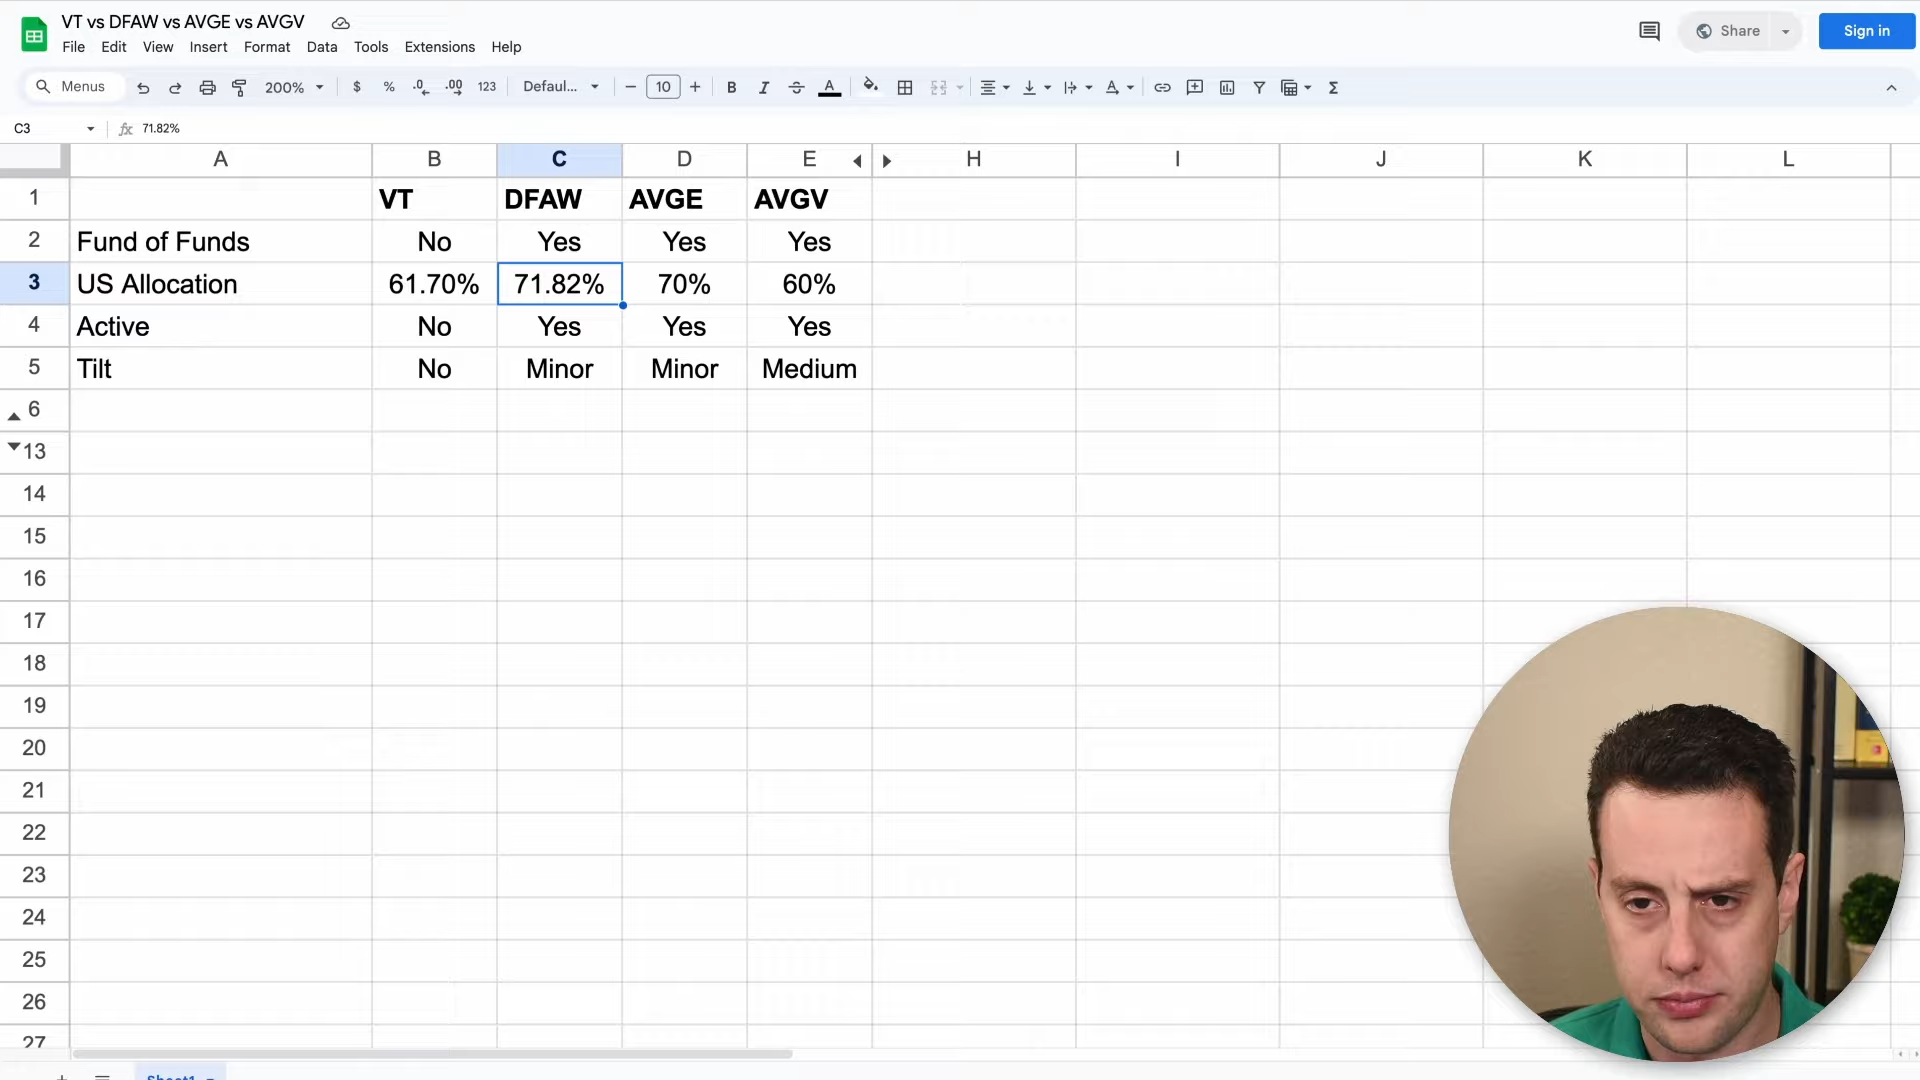 VT vs DFAW vs AVGE vs AVGV
File Edit View Insert Format Data Tools Extensions Help
Share
Sign in
Menus 200% $ % .0 .00 123 Defaul... − 10 + B I A A Σ
C3 fx 71.82%
A B C D E H I J K L
1 VT DFAW AVGE AVGV
2 Fund of Funds No Yes Yes Yes
3 US Allocation 61.70% 71.82% 70% 60%
4 Active No Yes Yes Yes
5 Tilt No Minor Minor Medium
6
13
14
15
16
17
18
19
20
21
22
23
24
25
26
27
Sheet1